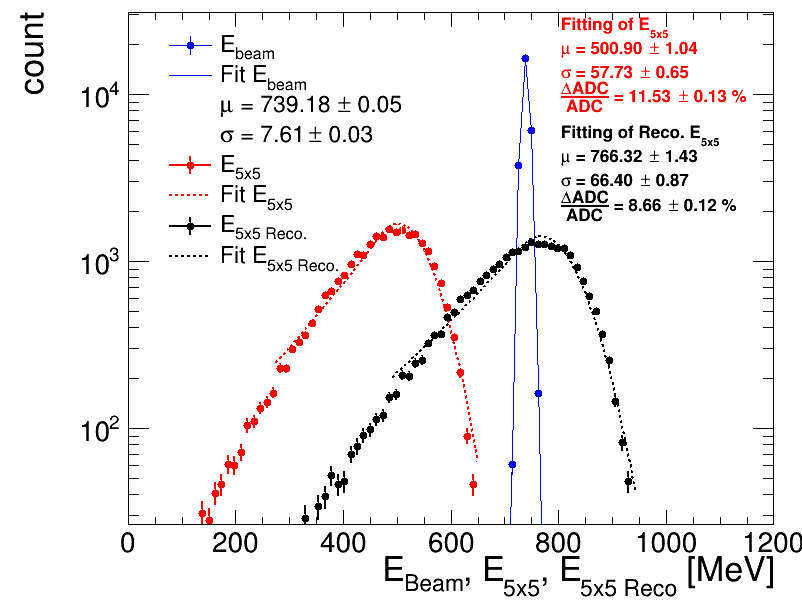 count
10⁴
10³
10²
E_beam
Fit E_beam
μ = 739.18 ± 0.05
σ = 7.61 ± 0.03
E_5x5
Fit E_5x5
E_5x5 Reco.
Fit E_5x5 Reco.
Fitting of E_5x5
μ = 500.90 ± 1.04
σ = 57.73 ± 0.65
ΔADC/ADC = 11.53 ± 0.13 %
Fitting of Reco. E_5x5
μ = 766.32 ± 1.43
σ = 66.40 ± 0.87
ΔADC/ADC = 8.66 ± 0.12 %
0 200 400 600 800 1000 1200
E_Beam, E_5x5, E_5x5 Reco [MeV]